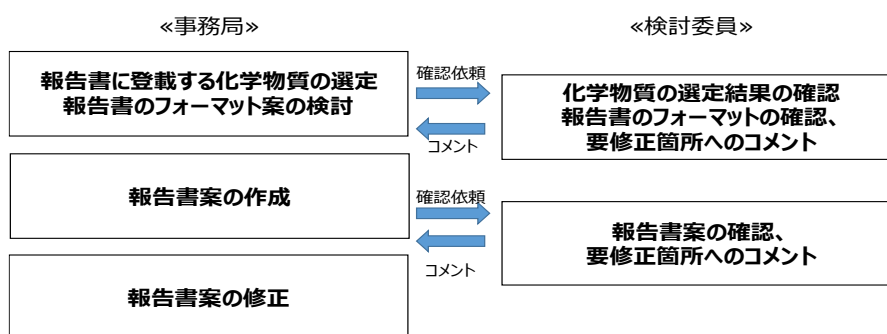 ≪事務局≫
≪検討委員≫
報告書に登載する化学物質の選定
報告書のフォーマット案の検討
確認依頼
コメント
化学物質の選定結果の確認
報告書のフォーマットの確認、
要修正箇所へのコメント
報告書案の作成
確認依頼
コメント
報告書案の確認、
要修正箇所へのコメント
報告書案の修正